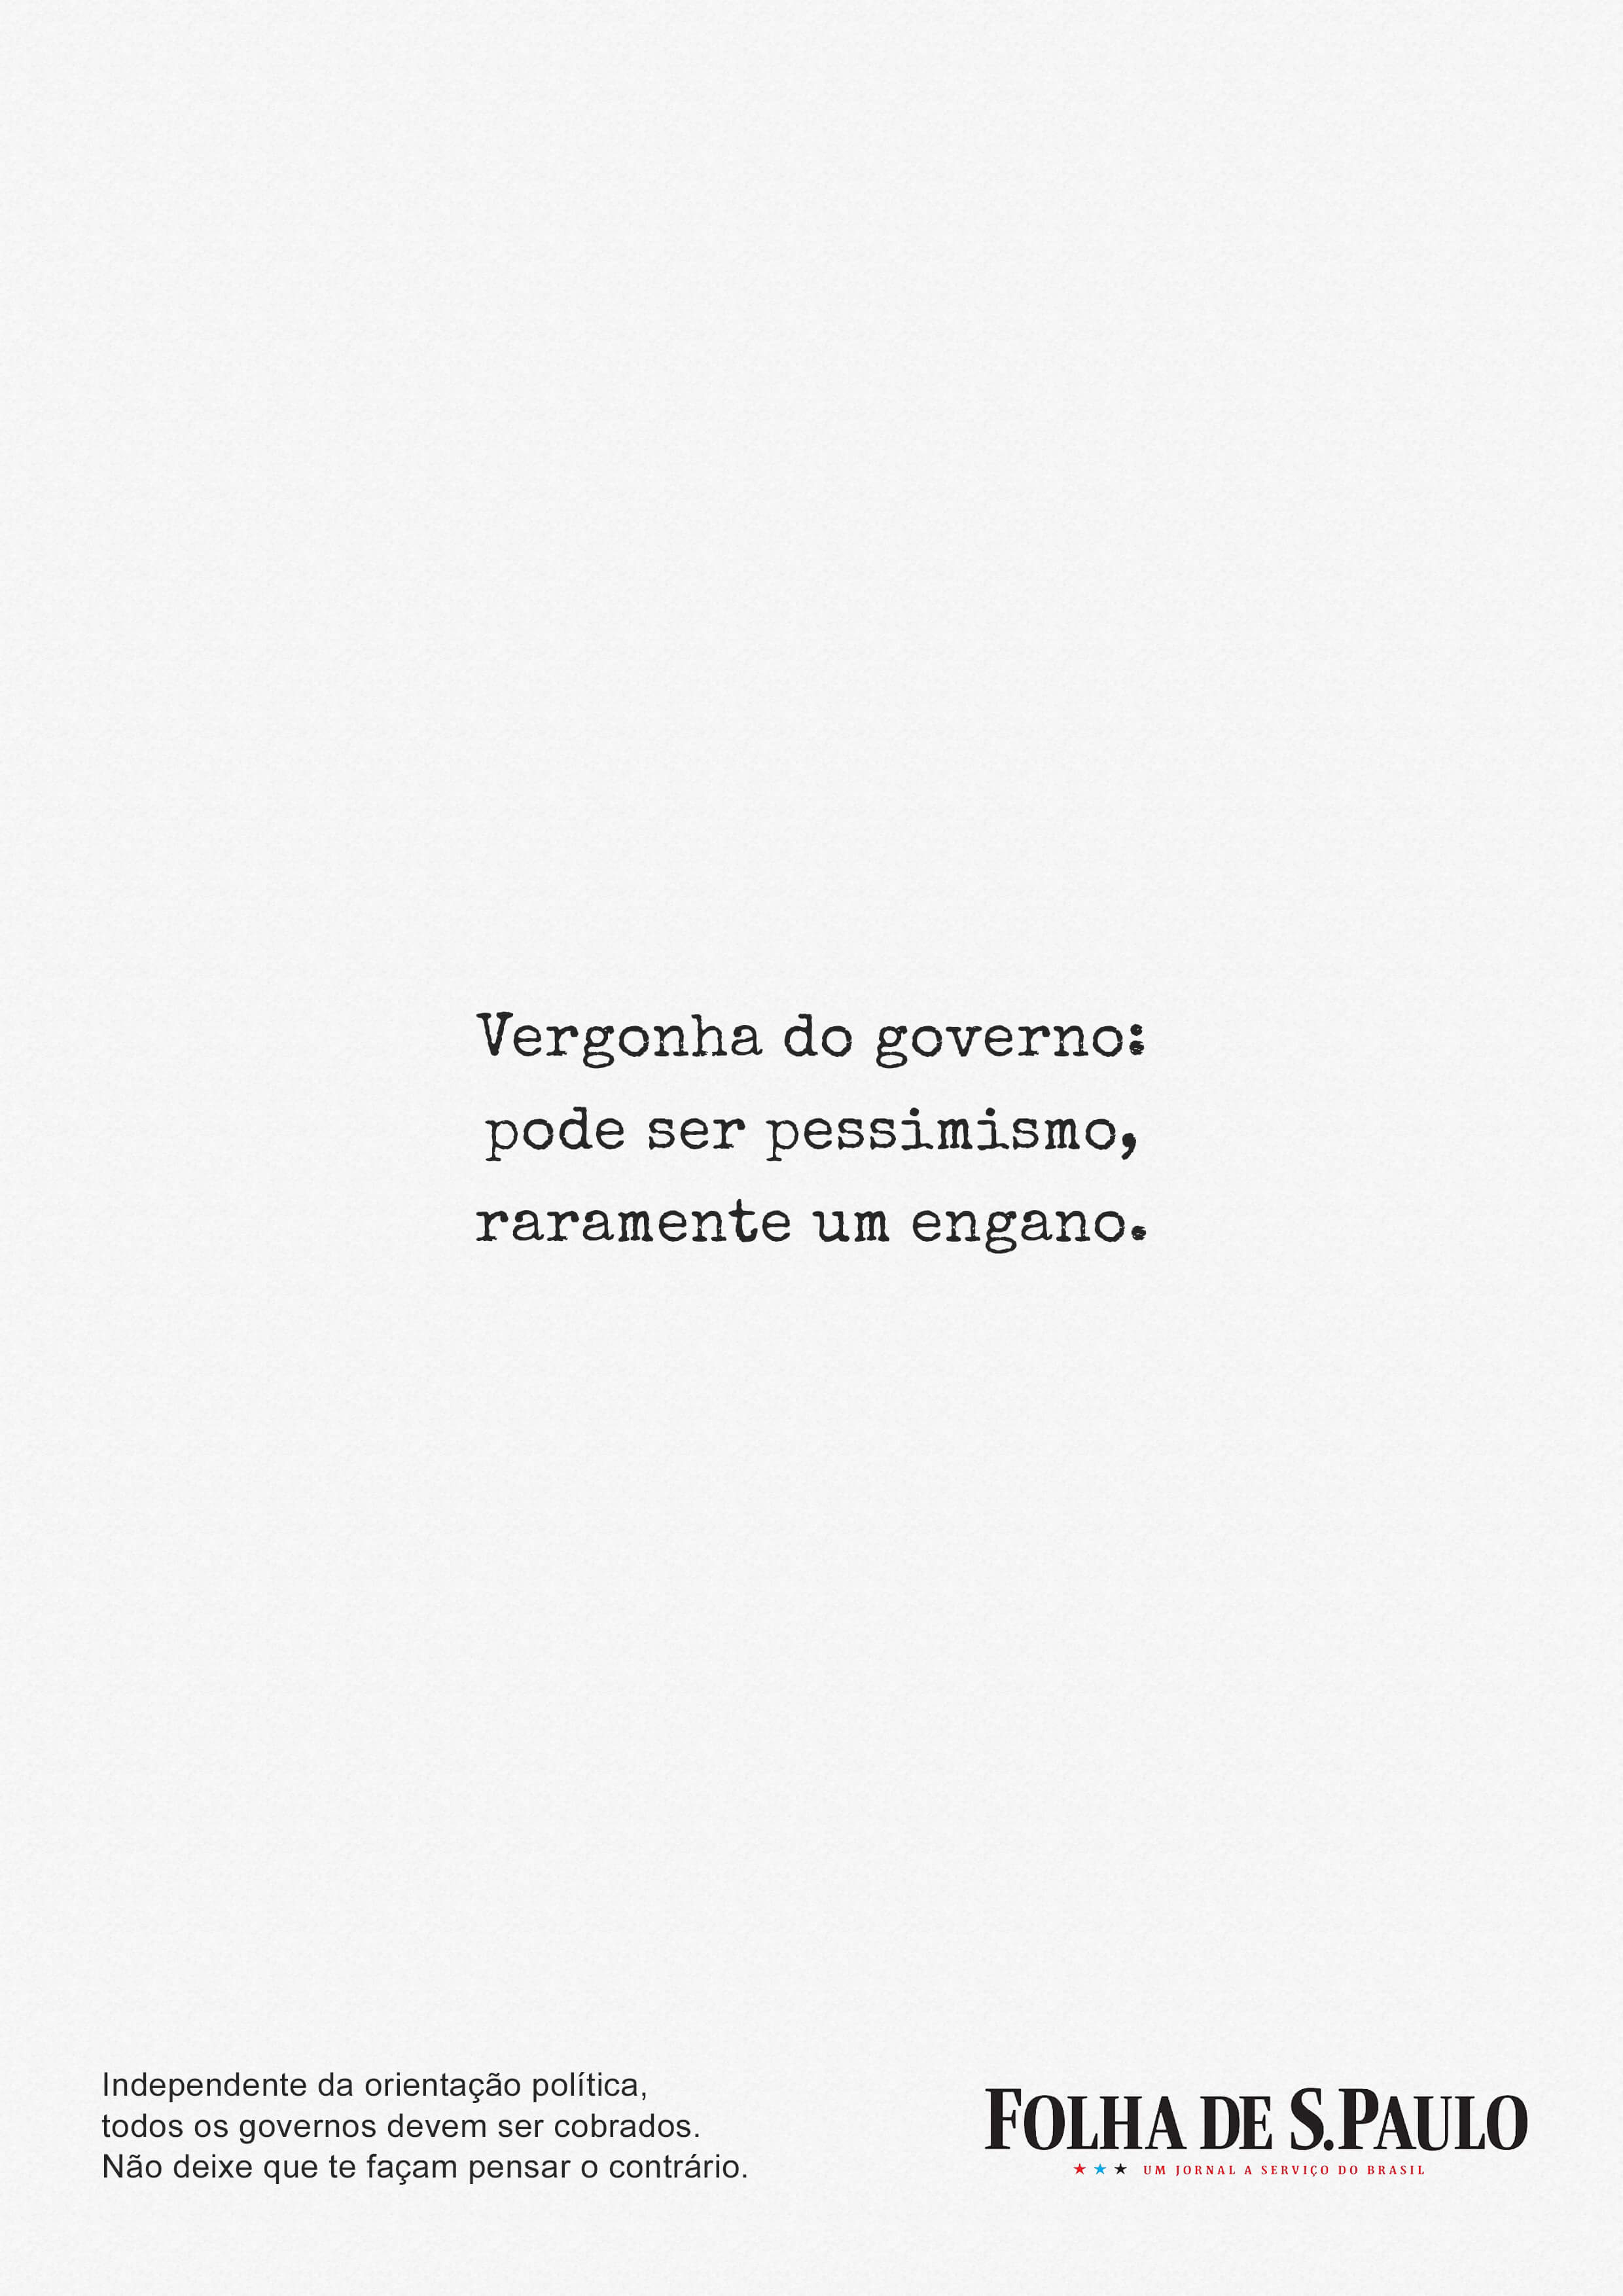 Vergonha do governo:
pode ser pessimismo,
raramente um engano.
Independente da orientação política,
todos os governos devem ser cobrados.
Não deixe que te façam pensar o contrário.
FOLHA DE S.PAULO
★ ★ ★ UM JORNAL A SERVIÇO DO BRASIL